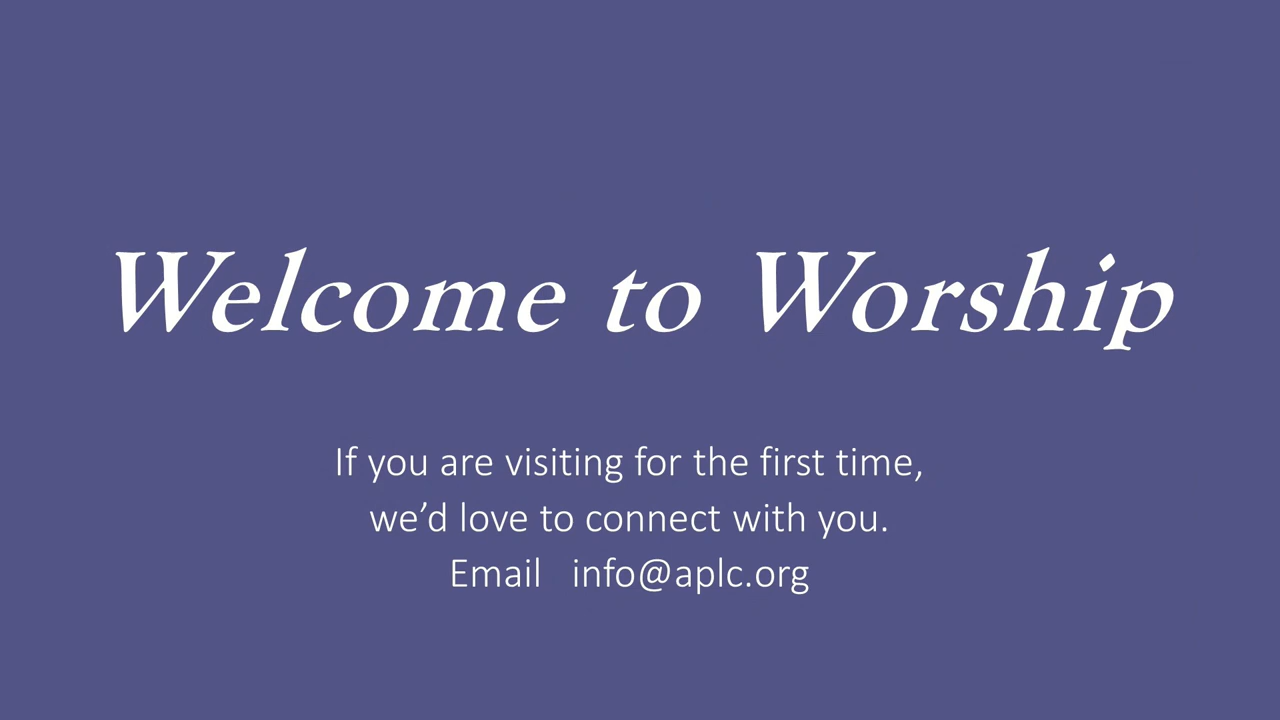 Welcome to Worship
If you are visiting for the first time,
we’d love to connect with you.
Email info@aplc.org